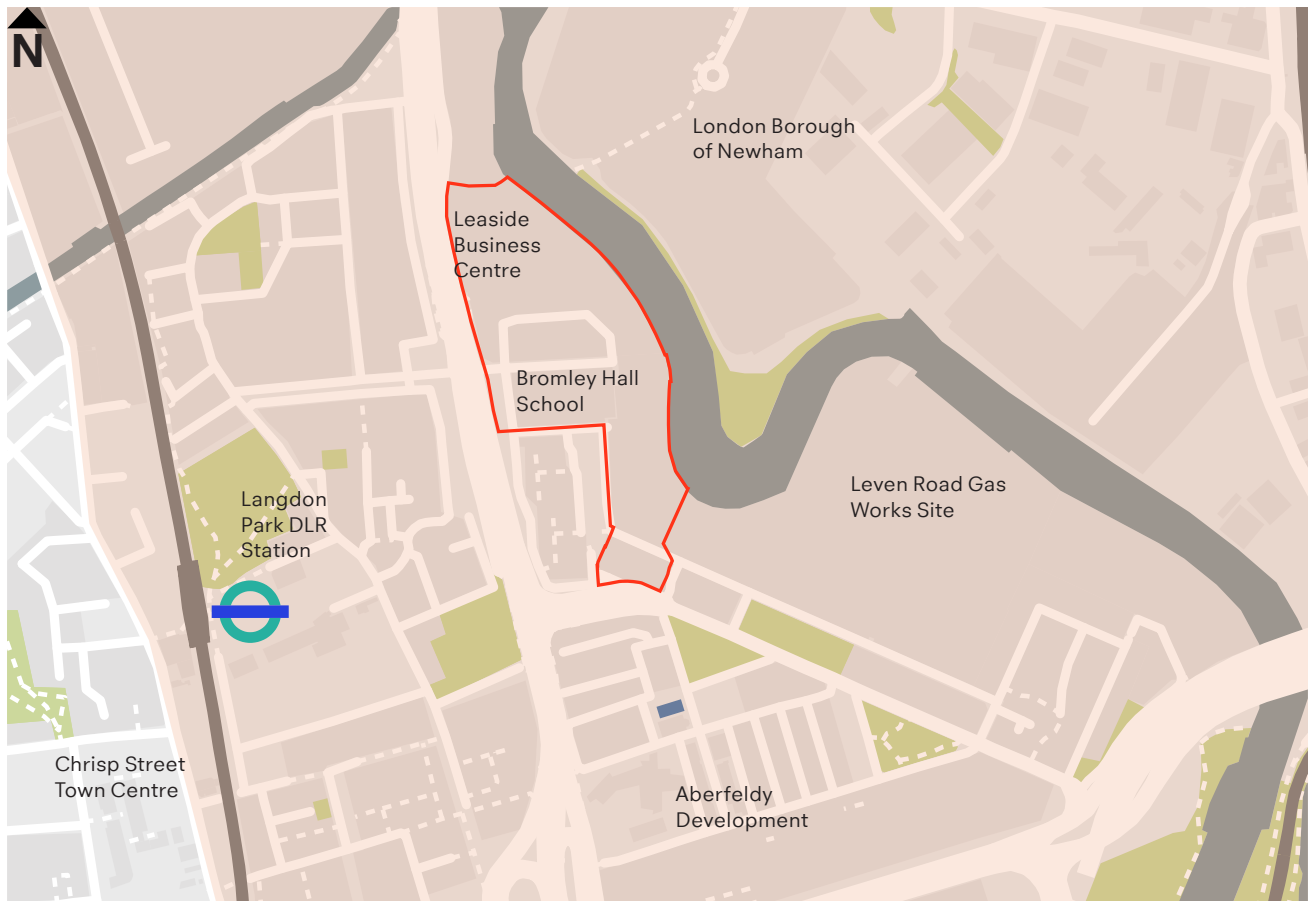 N
London Borough
of Newham
Leaside
Business
Centre
Bromley Hall
School
Leven Road Gas
Works Site
Langdon
Park DLR
Station
Chrisp Street
Town Centre
Aberfeldy
Development